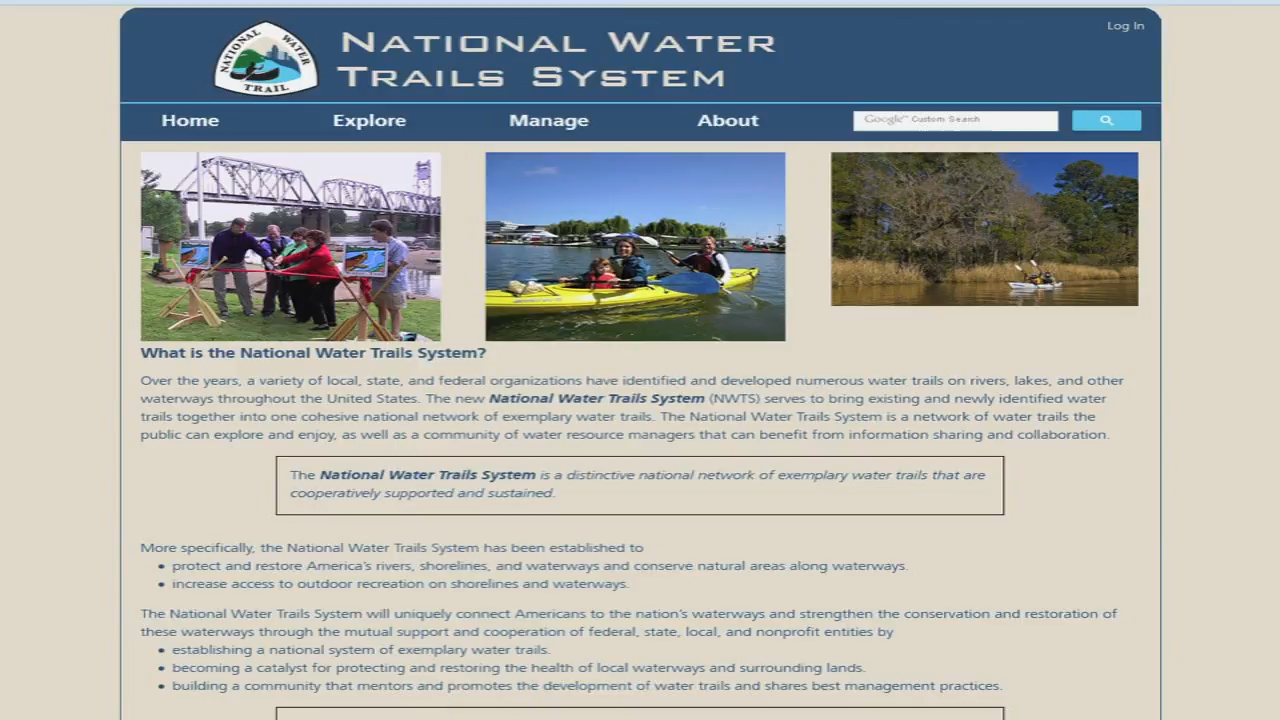 Log In
NATIONAL WATER TRAIL
NATIONAL WATER
TRAILS SYSTEM
Home Explore Manage About Google™ Custom Search
What is the National Water Trails System?
Over the years, a variety of local, state, and federal organizations have identified and developed numerous water trails on rivers, lakes, and other
waterways throughout the United States. The new National Water Trails System (NWTS) serves to bring existing and newly identified water
trails together into one cohesive national network of exemplary water trails. The National Water Trails System is a network of water trails the
public can explore and enjoy, as well as a community of water resource managers that can benefit from information sharing and collaboration.
The National Water Trails System is a distinctive national network of exemplary water trails that are
cooperatively supported and sustained.
More specifically, the National Water Trails System has been established to
• protect and restore America's rivers, shorelines, and waterways and conserve natural areas along waterways.
• increase access to outdoor recreation on shorelines and waterways.
The National Water Trails System will uniquely connect Americans to the nation's waterways and strengthen the conservation and restoration of
these waterways through the mutual support and cooperation of federal, state, local, and nonprofit entities by
• establishing a national system of exemplary water trails.
• becoming a catalyst for protecting and restoring the health of local waterways and surrounding lands.
• building a community that mentors and promotes the development of water trails and shares best management practices.